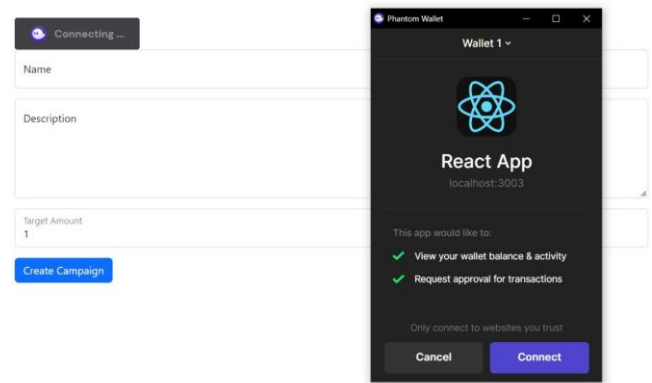 Connecting ...
Name
Description
Target Amount
1
Create Campaign
Phantom Wallet
Wallet 1
React App
localhost:3003
This app would like to:
View your wallet balance & activity
Request approval for transactions
Only connect to websites you trust
Cancel
Connect